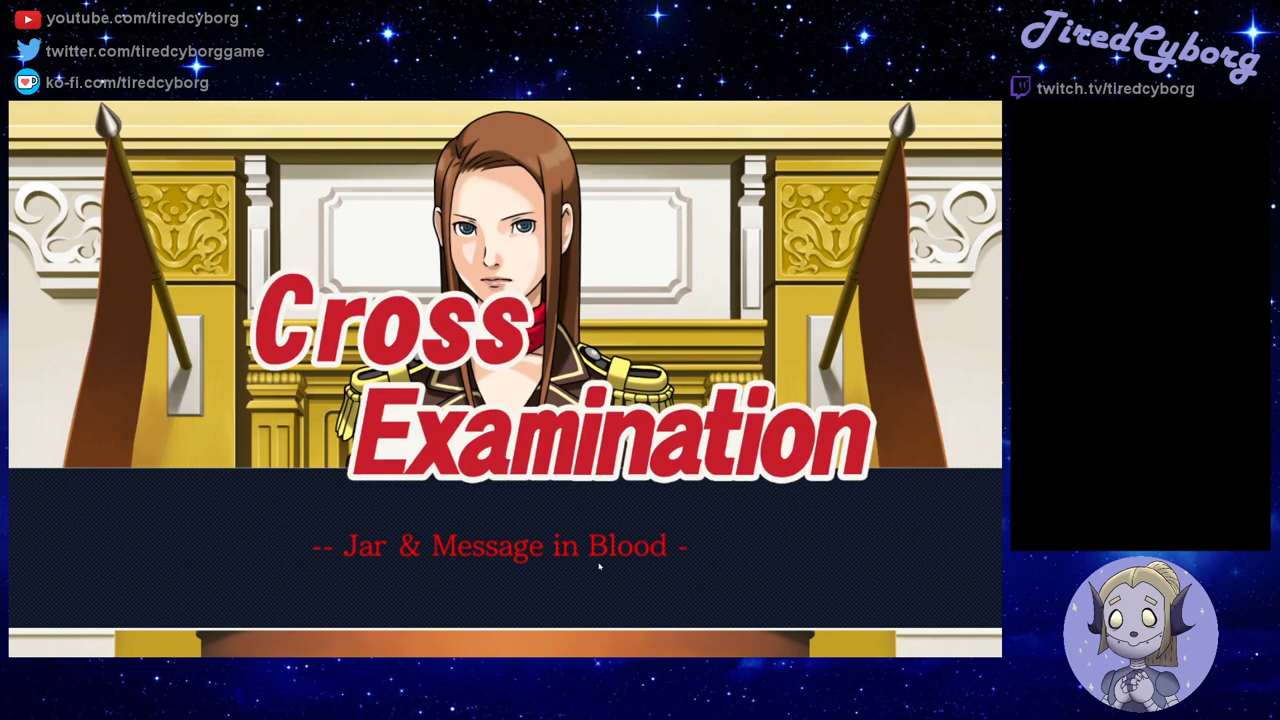 youtube.com/tiredcyborg
twitter.com/tiredcyborggame
ko-fi.com/tiredcyborg
TiredCyborg
twitch.tv/tiredcyborg
Cross
Examination
-- Jar & Message in Blood -